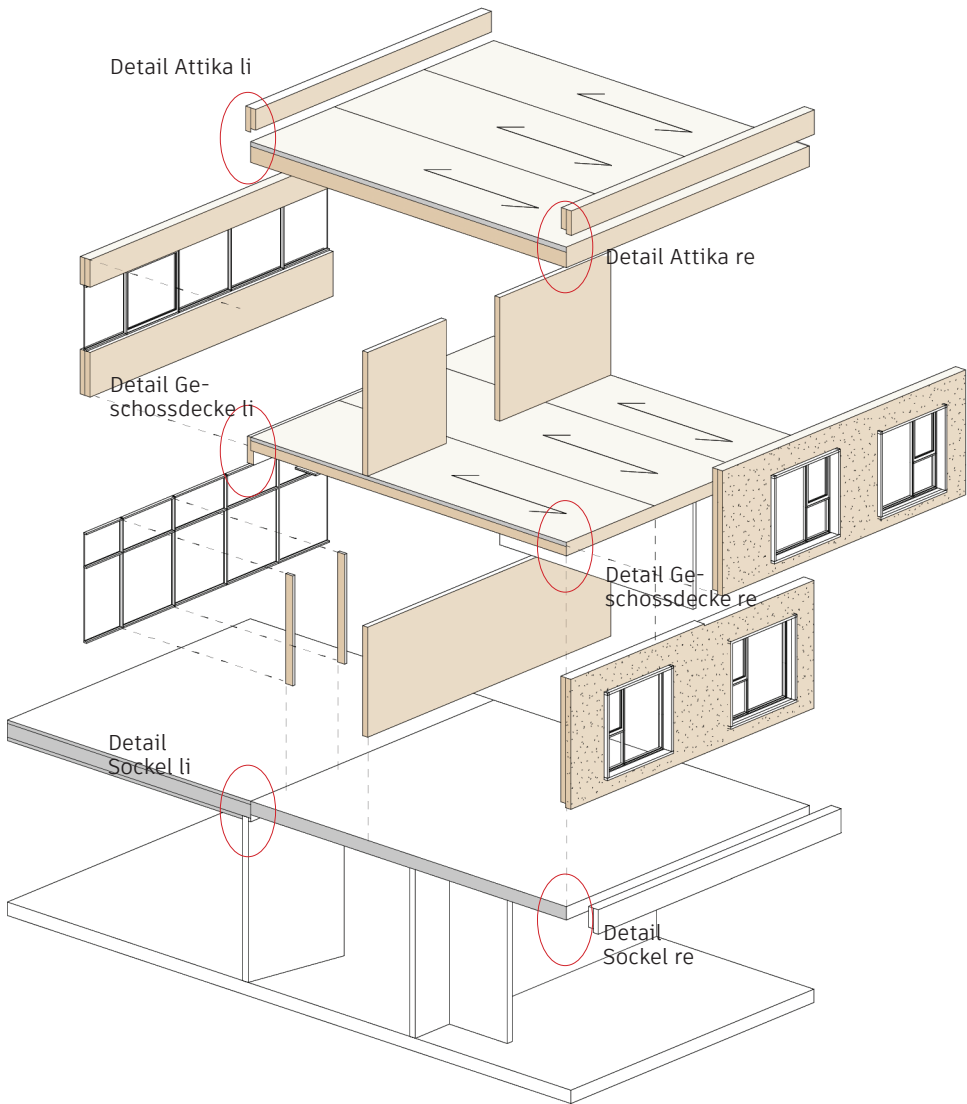 Detail Attika li
Detail Attika re
Detail Ge-
schossdecke li
Detail Ge-
schossdecke re
Detail
Sockel li
Detail
Sockel re